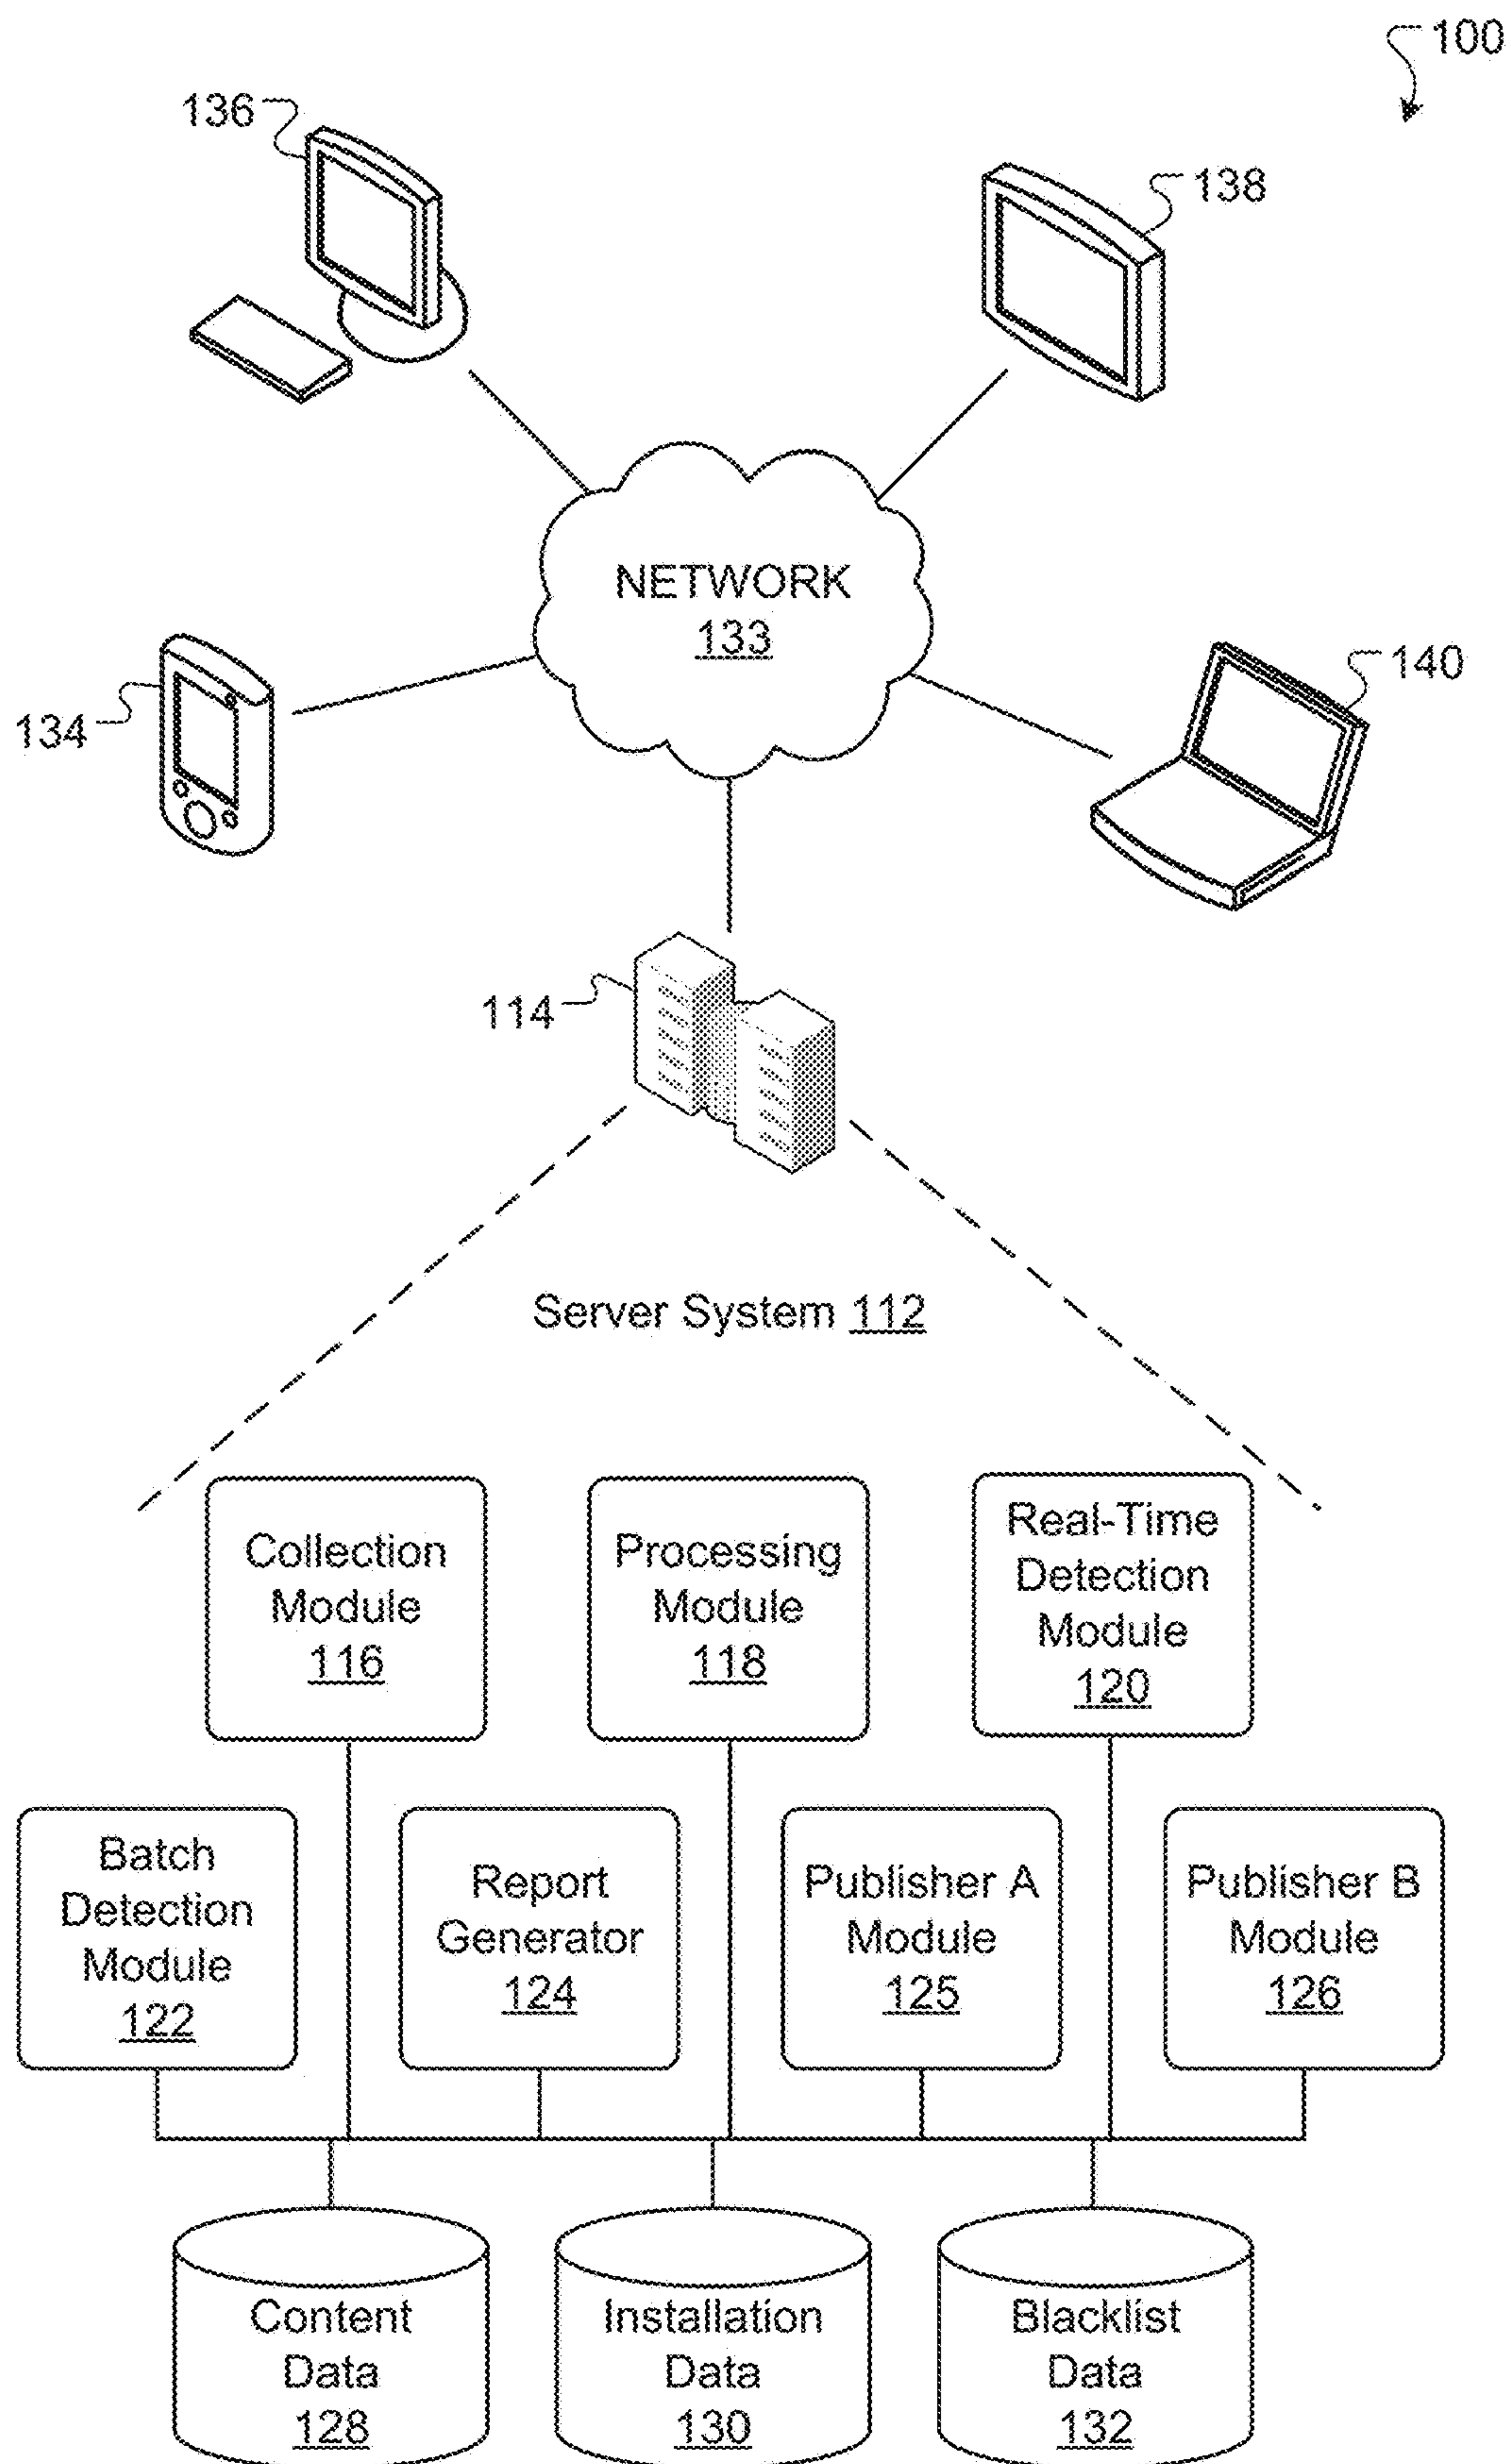 100
136
138
NETWORK
133
134
140
114
Server System 112
Collection
Module
116
Processing
Module
118
Real-Time
Detection
Module
120
Batch
Detection
Module
122
Report
Generator
124
Publisher A
Module
125
Publisher B
Module
126
Content
Data
128
Installation
Data
130
Blacklist
Data
132